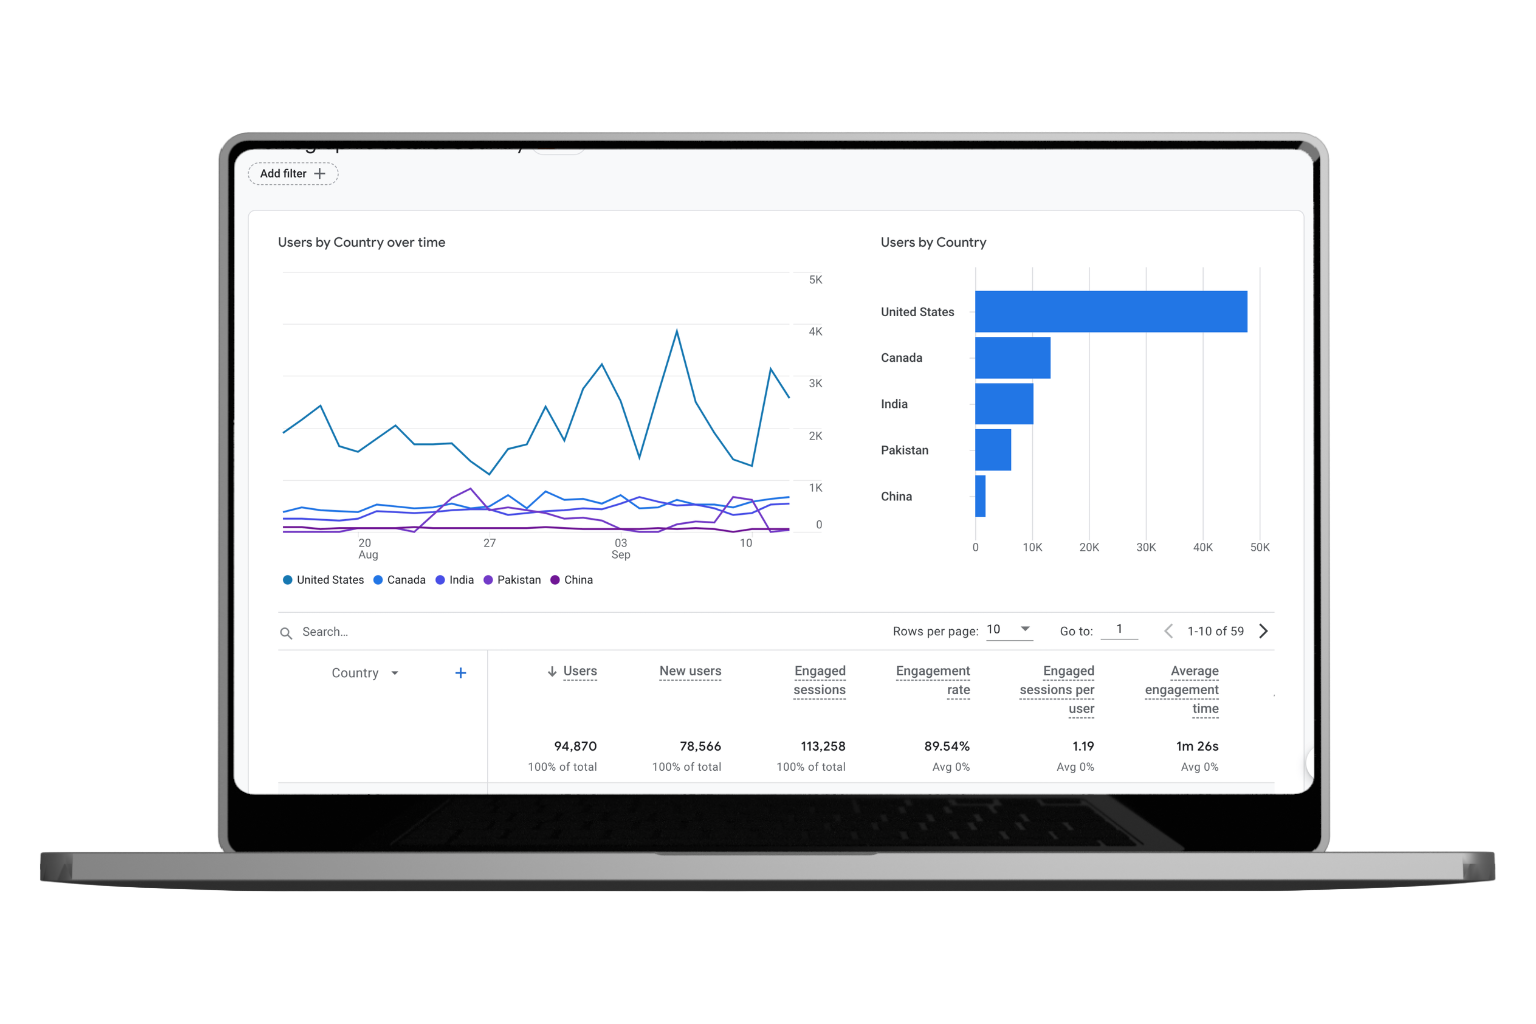 Add filter
Users by Country over time
5K
4K
3K
2K
1K
0
20
Aug
27
03
Sep
10
United States
Canada
India
Pakistan
China
Users by Country
United States
Canada
India
Pakistan
China
0
10K
20K
30K
40K
50K
Search...
Rows per page:
10
Go to:
1
1-10 of 59
Country
Users
New users
Engaged
sessions
Engagement
rate
Engaged
sessions per
user
Average
engagement
time
94,870
78,566
113,258
89.54%
1.19
1m 26s
100% of total
100% of total
100% of total
Avg 0%
Avg 0%
Avg 0%